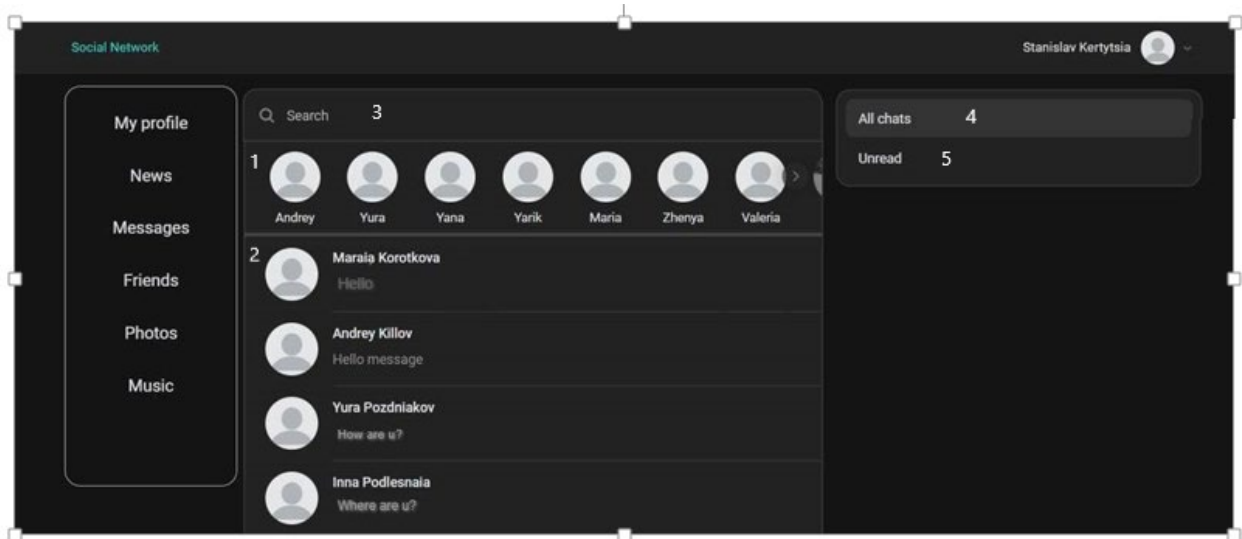 Social Network
Stanislav Kertytsia
My profile
News
Messages
Friends
Photos
Music
Search 3
1
Andrey Yura Yana Yarik Maria Zhenya Valeria
2
Maraia Korotkova
Hello
Andrey Killov
Hello message
Yura Pozdniakov
How are u?
Inna Podlesnaia
Where are u?
All chats 4
Unread 5